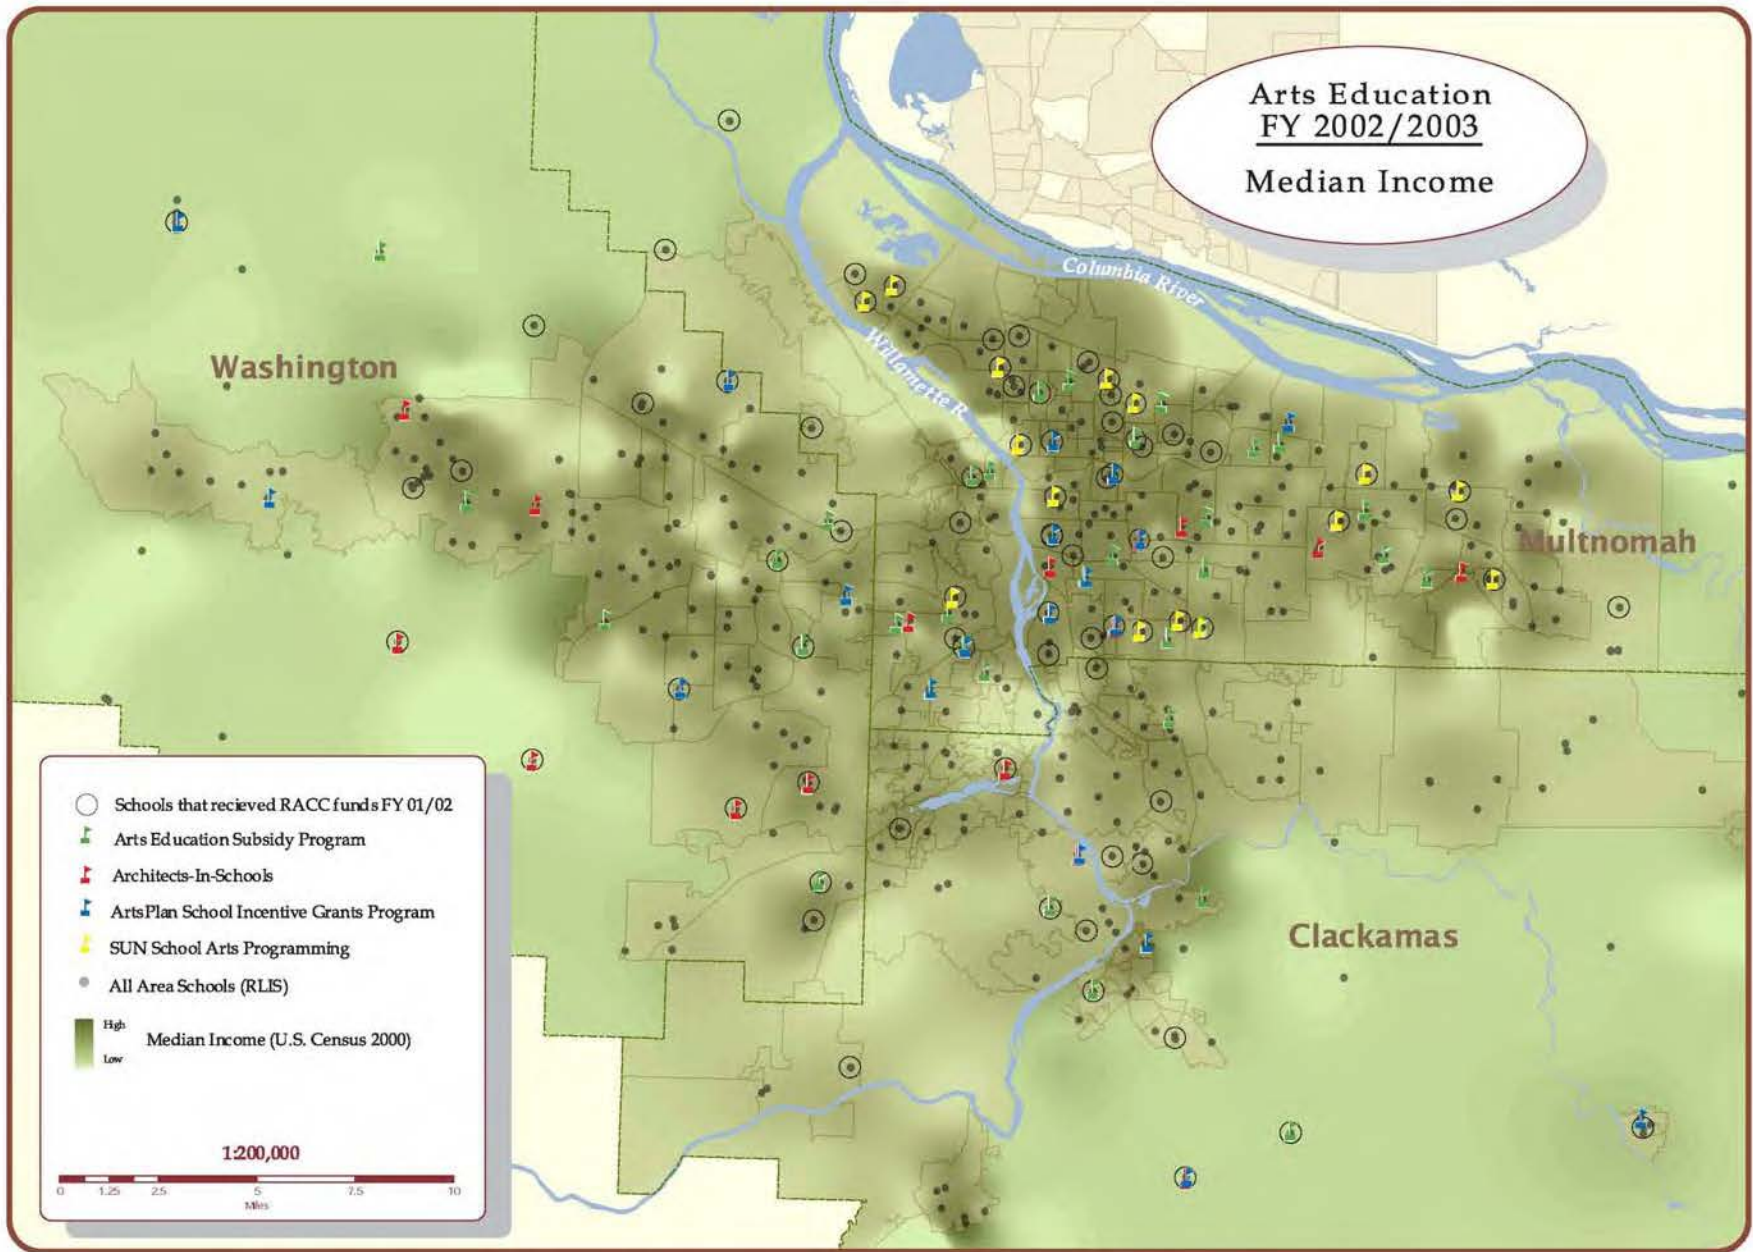 Arts Education
FY 2002/2003
Median Income
Columbia River
Willamette R.
Washington
Multnomah
Clackamas
Schools that recieved RACC funds FY 01/02
Arts Education Subsidy Program
Architects-In-Schools
ArtsPlan School Incentive Grants Program
SUN School Arts Programming
All Area Schools (RLIS)
High
Median Income (U.S. Census 2000)
Low
1:200,000
0 1.25 2.5 5 7.5 10
Miles